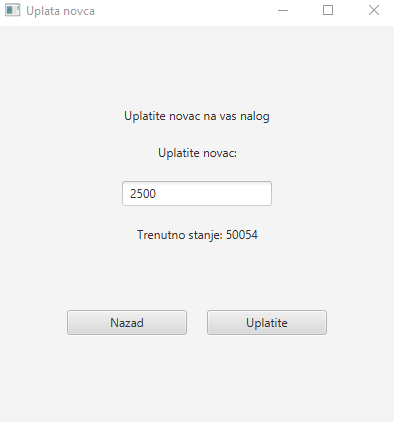 Uplata novca
Uplatite novac na vas nalog
Uplatite novac:
2500
Trenutno stanje: 50054
Nazad
Uplatite